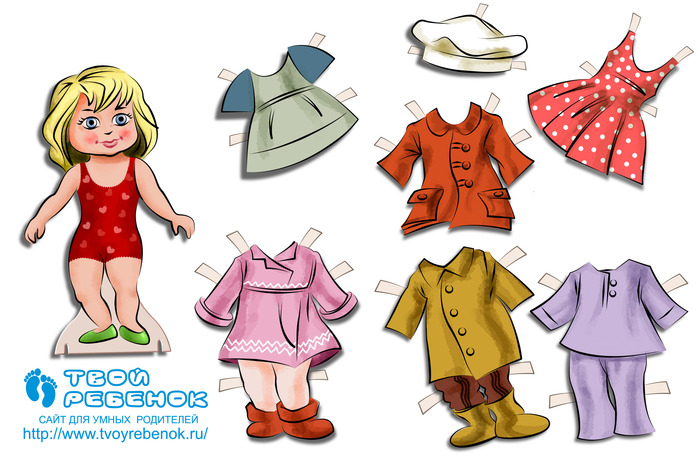 ТВОЙ
РЕБЕНОК
САЙТ ДЛЯ УМНЫХ РОДИТЕЛЕЙ
http://www.tvoyrebenok.ru/